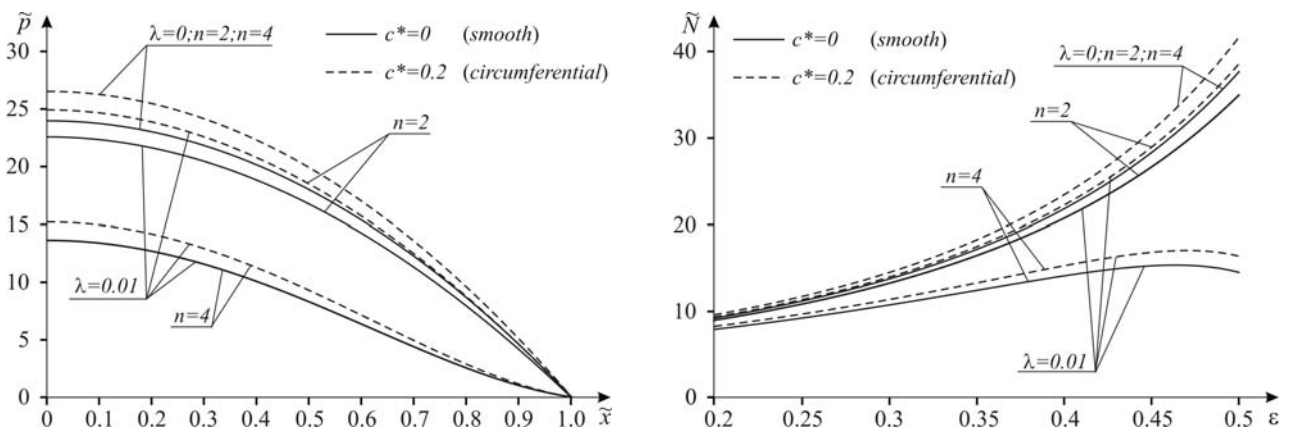 p̃
30
25
20
15
10
5
0
λ=0;n=2;n=4
c*=0 (smooth)
c*=0.2 (circumferential)
n=2
λ=0.01
n=4
0.0 0.1 0.2 0.3 0.4 0.5 0.6 0.7 0.8 0.9 1.0 x̃
Ñ
40
30
20
10
0
c*=0 (smooth)
c*=0.2 (circumferential)
λ=0;n=2;n=4
n=2
n=4
λ=0.01
0.2 0.25 0.3 0.35 0.4 0.45 0.5 ε